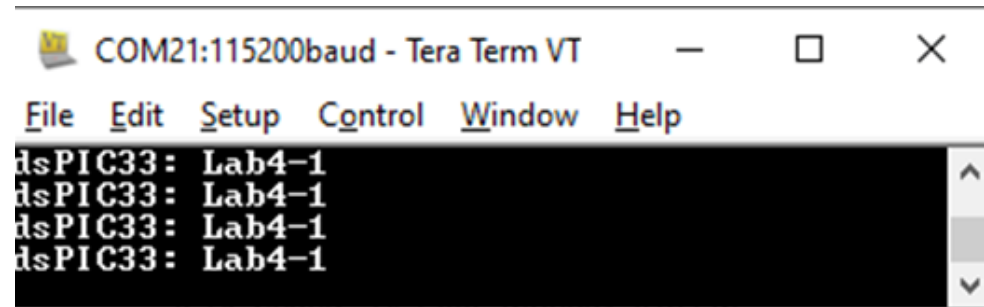 COM21:115200baud - Tera Term VT
File Edit Setup Control Window Help
dsPIC33: Lab4-1
dsPIC33: Lab4-1
dsPIC33: Lab4-1
dsPIC33: Lab4-1